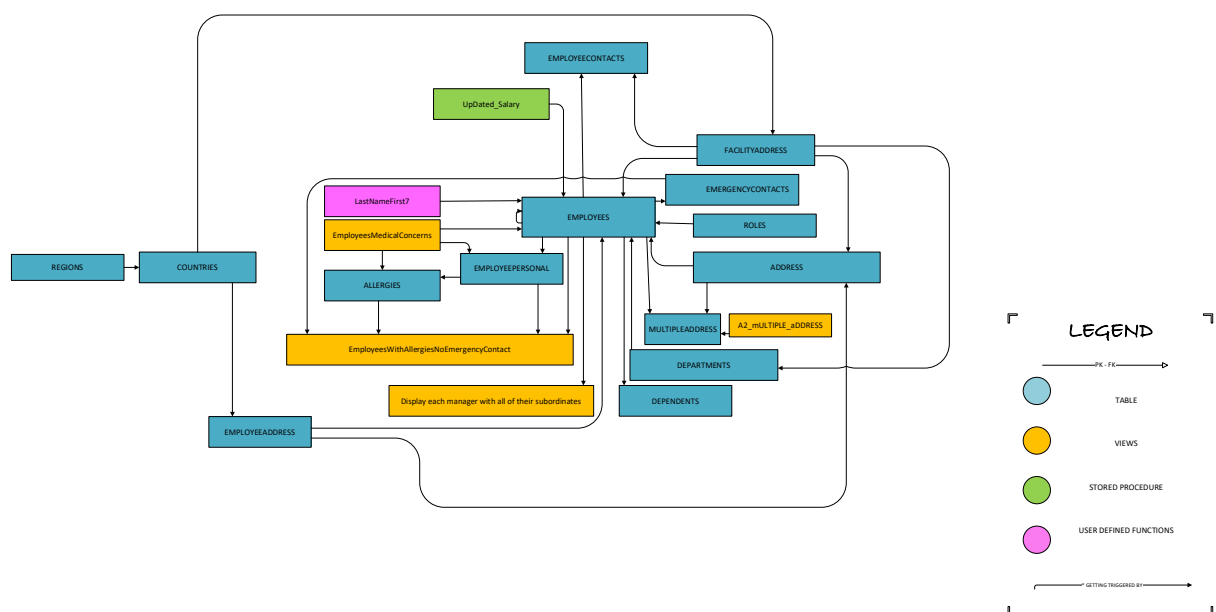 EMPLOYEECONTACTS
UpDated_Salary
FACILITYADDRESS
EMERGENCYCONTACTS
LastNameFirst7
EMPLOYEES
ROLES
EmployeesMedicalConcerns
REGIONS
COUNTRIES
EMPLOYEEPERSONAL
ADDRESS
ALLERGIES
MULTIPLEADDRESS
A2_mULTIPLE_aDDRESS
EmployeesWithAllergiesNoEmergencyContact
DEPARTMENTS
Display each manager with all of their subordinates
DEPENDENTS
EMPLOYEEADDRESS
LEGEND
PK - FK
TABLE
VIEWS
STORED PROCEDURE
USER DEFINED FUNCTIONS
GETTING TRIGGERED BY